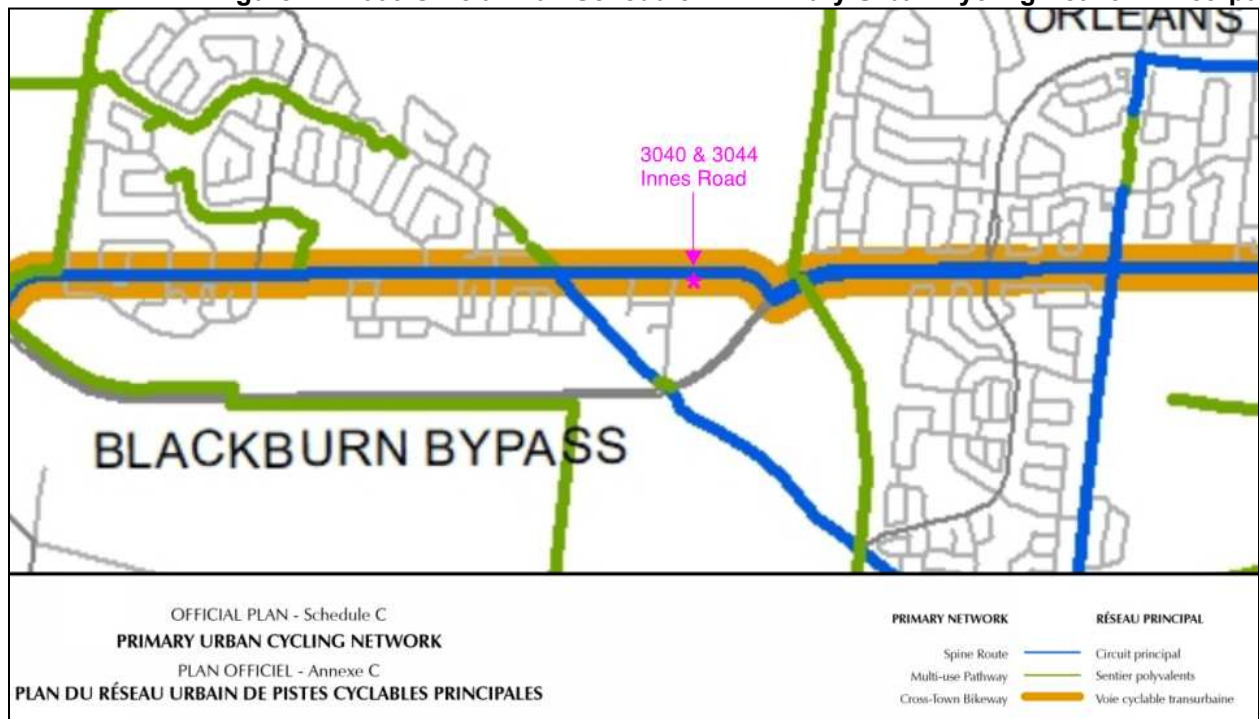 ORLEANS
3040 & 3044
Innes Road
BLACKBURN BYPASS
OFFICIAL PLAN - Schedule C
PRIMARY URBAN CYCLING NETWORK
PLAN OFFICIEL - Annexe C
PLAN DU RÉSEAU URBAIN DE PISTES CYCLABLES PRINCIPALES
PRIMARY NETWORK RÉSEAU PRINCIPAL
Spine Route Circuit principal
Multi-use Pathway Sentier polyvalents
Cross-Town Bikeway Voie cyclable transurbaine